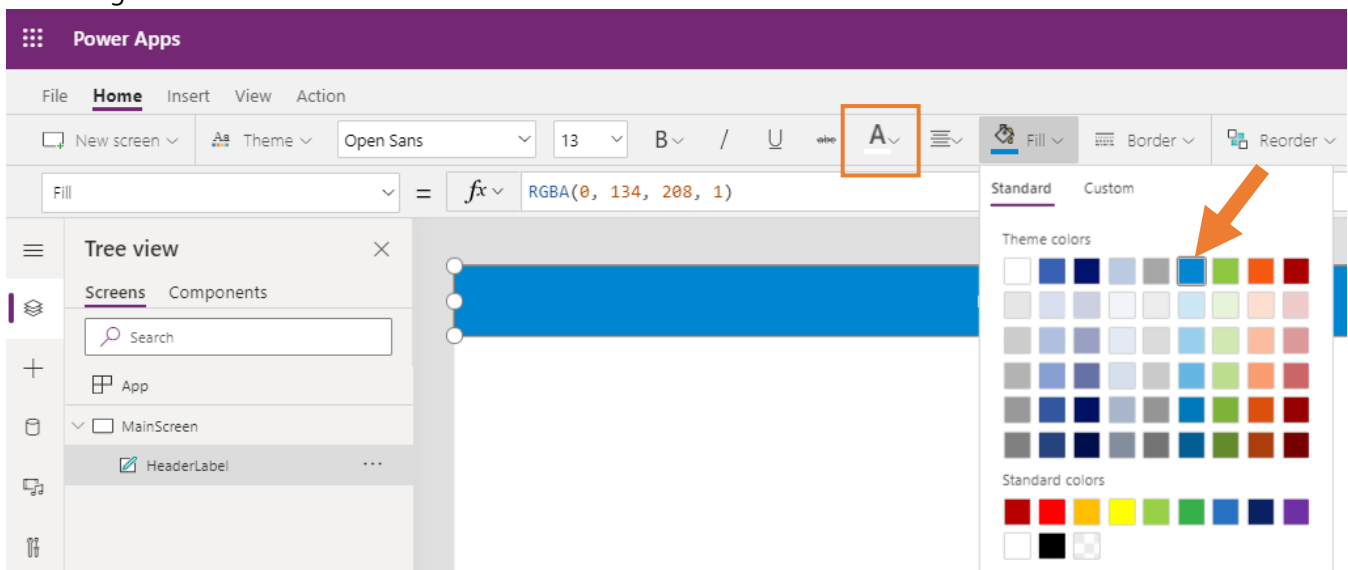 Power Apps
File Home Insert View Action
New screen Aa Theme Open Sans 13 B / U abc A Fill Border Reorder
Fill = fx RGBA(0, 134, 208, 1)
Standard Custom
Tree view
Theme colors
Screens Components
Search
App
MainScreen
HeaderLabel ...
Standard colors